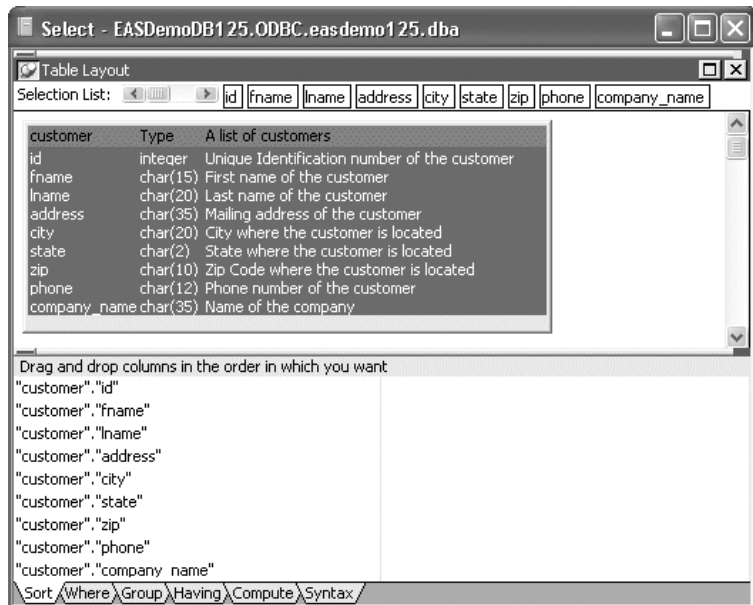 Select - EASDemoDB125.ODBC.easdemo125.dba
Table Layout
Selection List: id fname lname address city state zip phone company_name
customer Type A list of customers
id integer Unique Identification number of the customer
fname char(15) First name of the customer
lname char(20) Last name of the customer
address char(35) Mailing address of the customer
city char(20) City where the customer is located
state char(2) State where the customer is located
zip char(10) Zip Code where the customer is located
phone char(12) Phone number of the customer
company_name char(35) Name of the company
Drag and drop columns in the order in which you want
"customer"."id"
"customer"."fname"
"customer"."lname"
"customer"."address"
"customer"."city"
"customer"."state"
"customer"."zip"
"customer"."phone"
"customer"."company_name"
Sort Where Group Having Compute Syntax